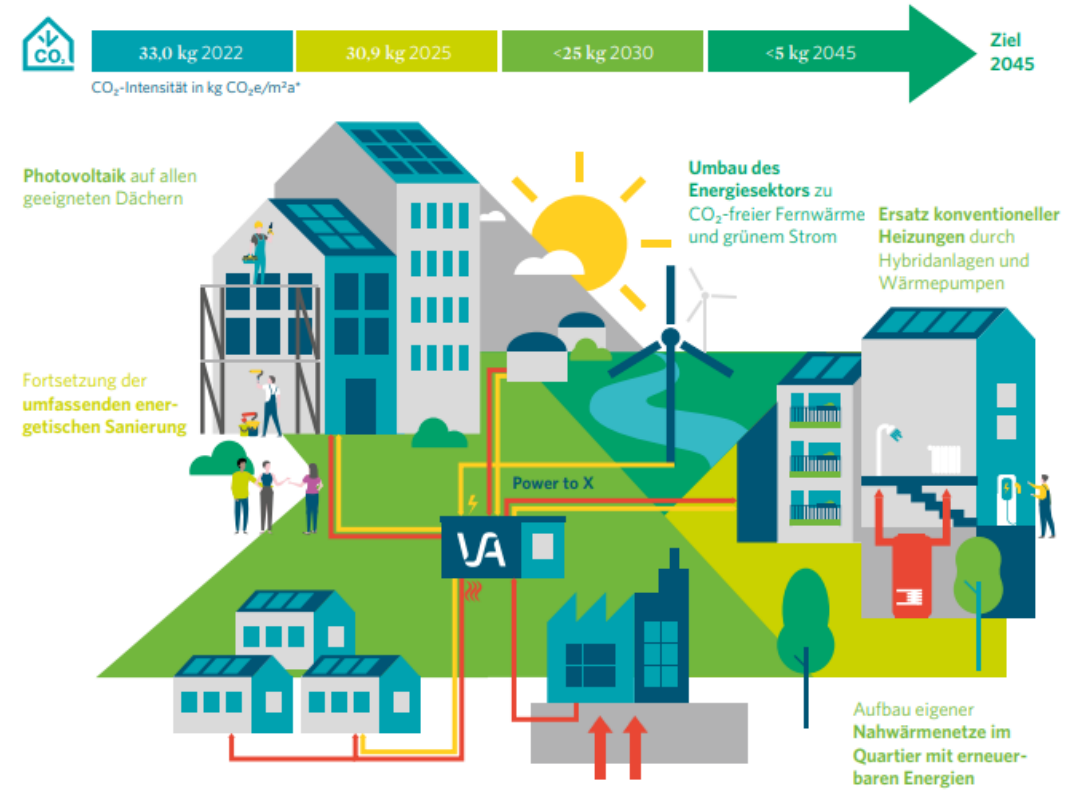 CO₂
33,0 kg 2022
30,9 kg 2025
<25 kg 2030
<5 kg 2045
Ziel
2045
CO₂-Intensität in kg CO₂e/m²a*
Photovoltaik auf allen
geeigneten Dächern
Umbau des
Energiesektors zu
CO₂-freier Fernwärme
und grünem Strom
Ersatz konventioneller
Heizungen durch
Hybridanlagen und
Wärmepumpen
Fortsetzung der
umfassenden ener-
getischen Sanierung
Power to X
VA
Aufbau eigener
Nahwärmenetze im
Quartier mit erneuer-
baren Energien